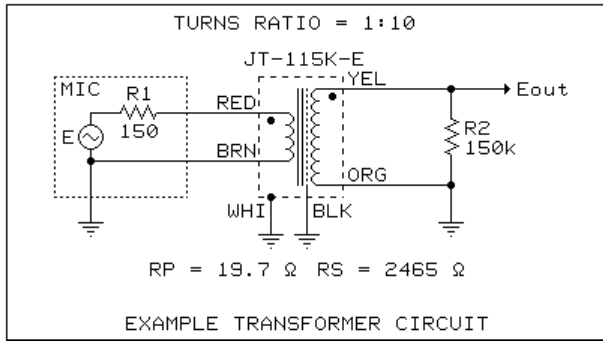 TURNS RATIO = 1:10
JT-115K-E
MIC
R1
150
E
RED
BRN
YEL
ORG
WHI
BLK
Eout
R2
150k
RP = 19.7 Ω RS = 2465 Ω
EXAMPLE TRANSFORMER CIRCUIT